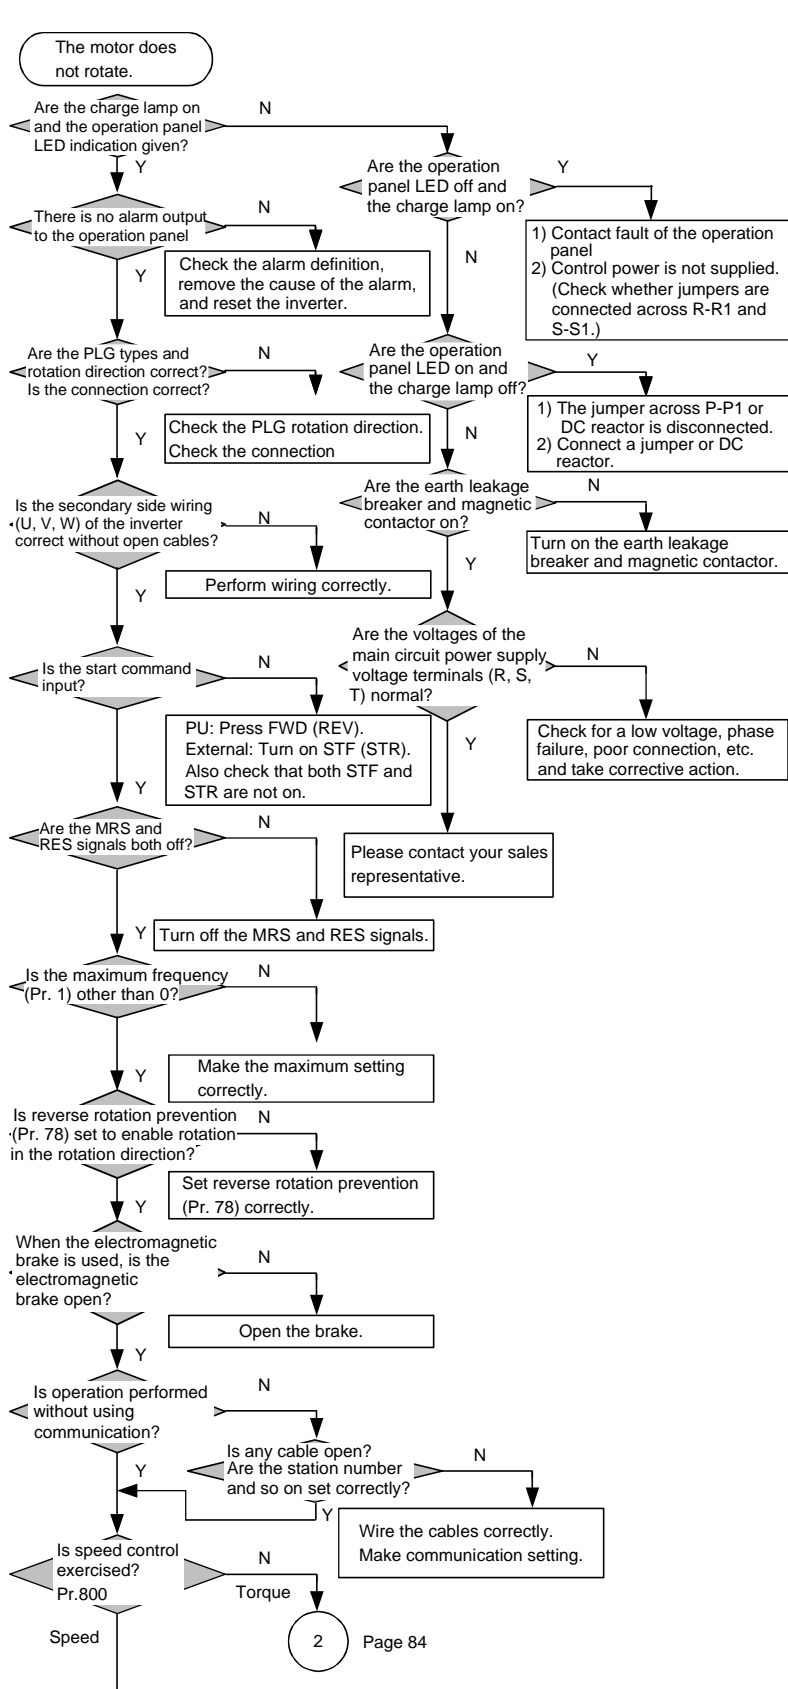 The motor does
not rotate.
Are the charge lamp on
and the operation panel
LED indication given?
N
Y
Are the operation
panel LED off and
the charge lamp on?
Y
N
There is no alarm output
to the operation panel
N
Y
1) Contact fault of the operation
panel
2) Control power is not supplied.
(Check whether jumpers are
connected across R-R1 and
S-S1.)
Check the alarm definition,
remove the cause of the alarm,
and reset the inverter.
Are the PLG types and
rotation direction correct?
Is the connection correct?
N
Y
Are the operation
panel LED on and
the charge lamp off?
Y
N
1) The jumper across P-P1 or
DC reactor is disconnected.
2) Connect a jumper or DC
reactor.
Check the PLG rotation direction.
Check the connection
Is the secondary side wiring
(U, V, W) of the inverter
correct without open cables?
N
Y
Are the earth leakage
breaker and magnetic
contactor on?
N
Y
Turn on the earth leakage
breaker and magnetic contactor.
Perform wiring correctly.
Is the start command
input?
N
Y
Are the voltages of the
main circuit power supply
voltage terminals (R, S,
T) normal?
N
Y
PU: Press FWD (REV).
External: Turn on STF (STR).
Also check that both STF and
STR are not on.
Check for a low voltage, phase
failure, poor connection, etc.
and take corrective action.
Are the MRS and
RES signals both off?
N
Y
Please contact your sales
representative.
Turn off the MRS and RES signals.
Is the maximum frequency
(Pr. 1) other than 0?
N
Y
Make the maximum setting
correctly.
Is reverse rotation prevention
(Pr. 78) set to enable rotation
in the rotation direction?
N
Y
Set reverse rotation prevention
(Pr. 78) correctly.
When the electromagnetic
brake is used, is the
electromagnetic
brake open?
N
Y
Open the brake.
Is operation performed
without using
communication?
N
Y
Is any cable open?
Are the station number
and so on set correctly?
N
Y
Wire the cables correctly.
Make communication setting.
Is speed control
exercised?
Pr.800
N
Torque
Speed
2
Page 84